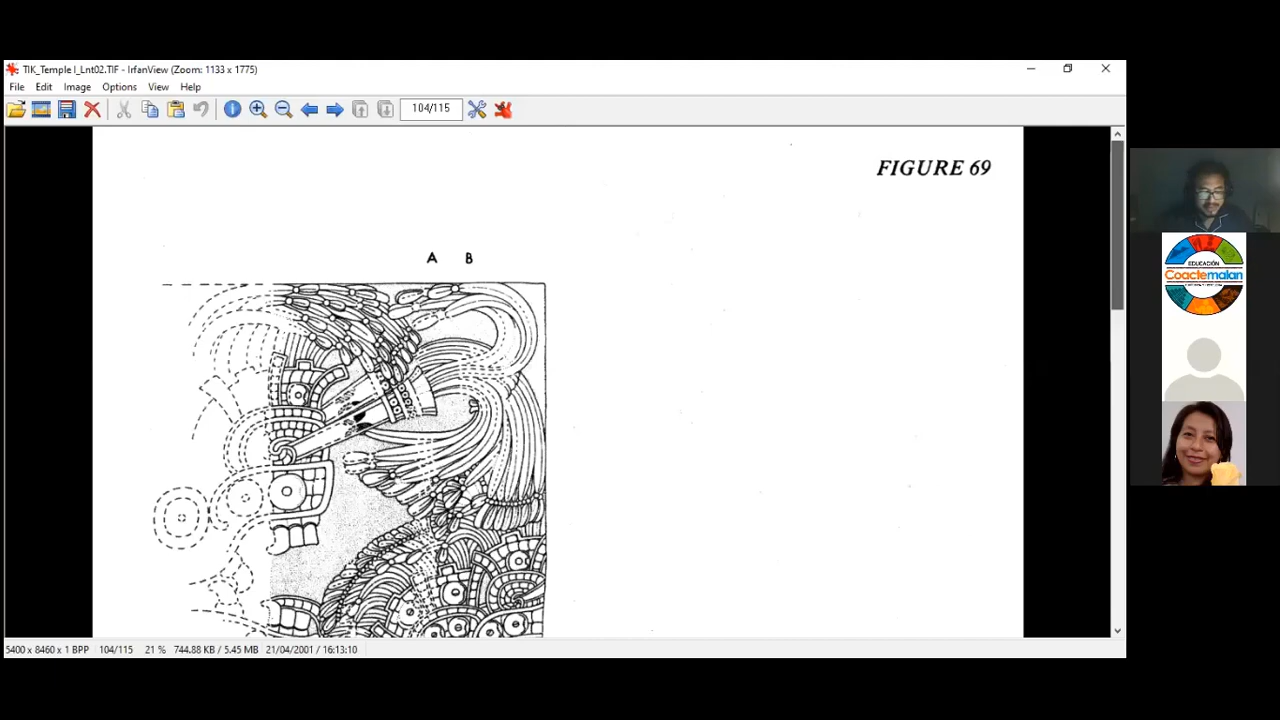 TIK_Temple I_Lnt02.TIF - IrfanView (Zoom: 1133 x 1775)
File Edit Image Options View Help
104/115
FIGURE 69
A B
5400 x 8460 x 1 BPP 104/115 21 % 744.88 KB / 5.45 MB 21/04/2001 / 16:13:10
EDUCACIÓN
Coactemalan